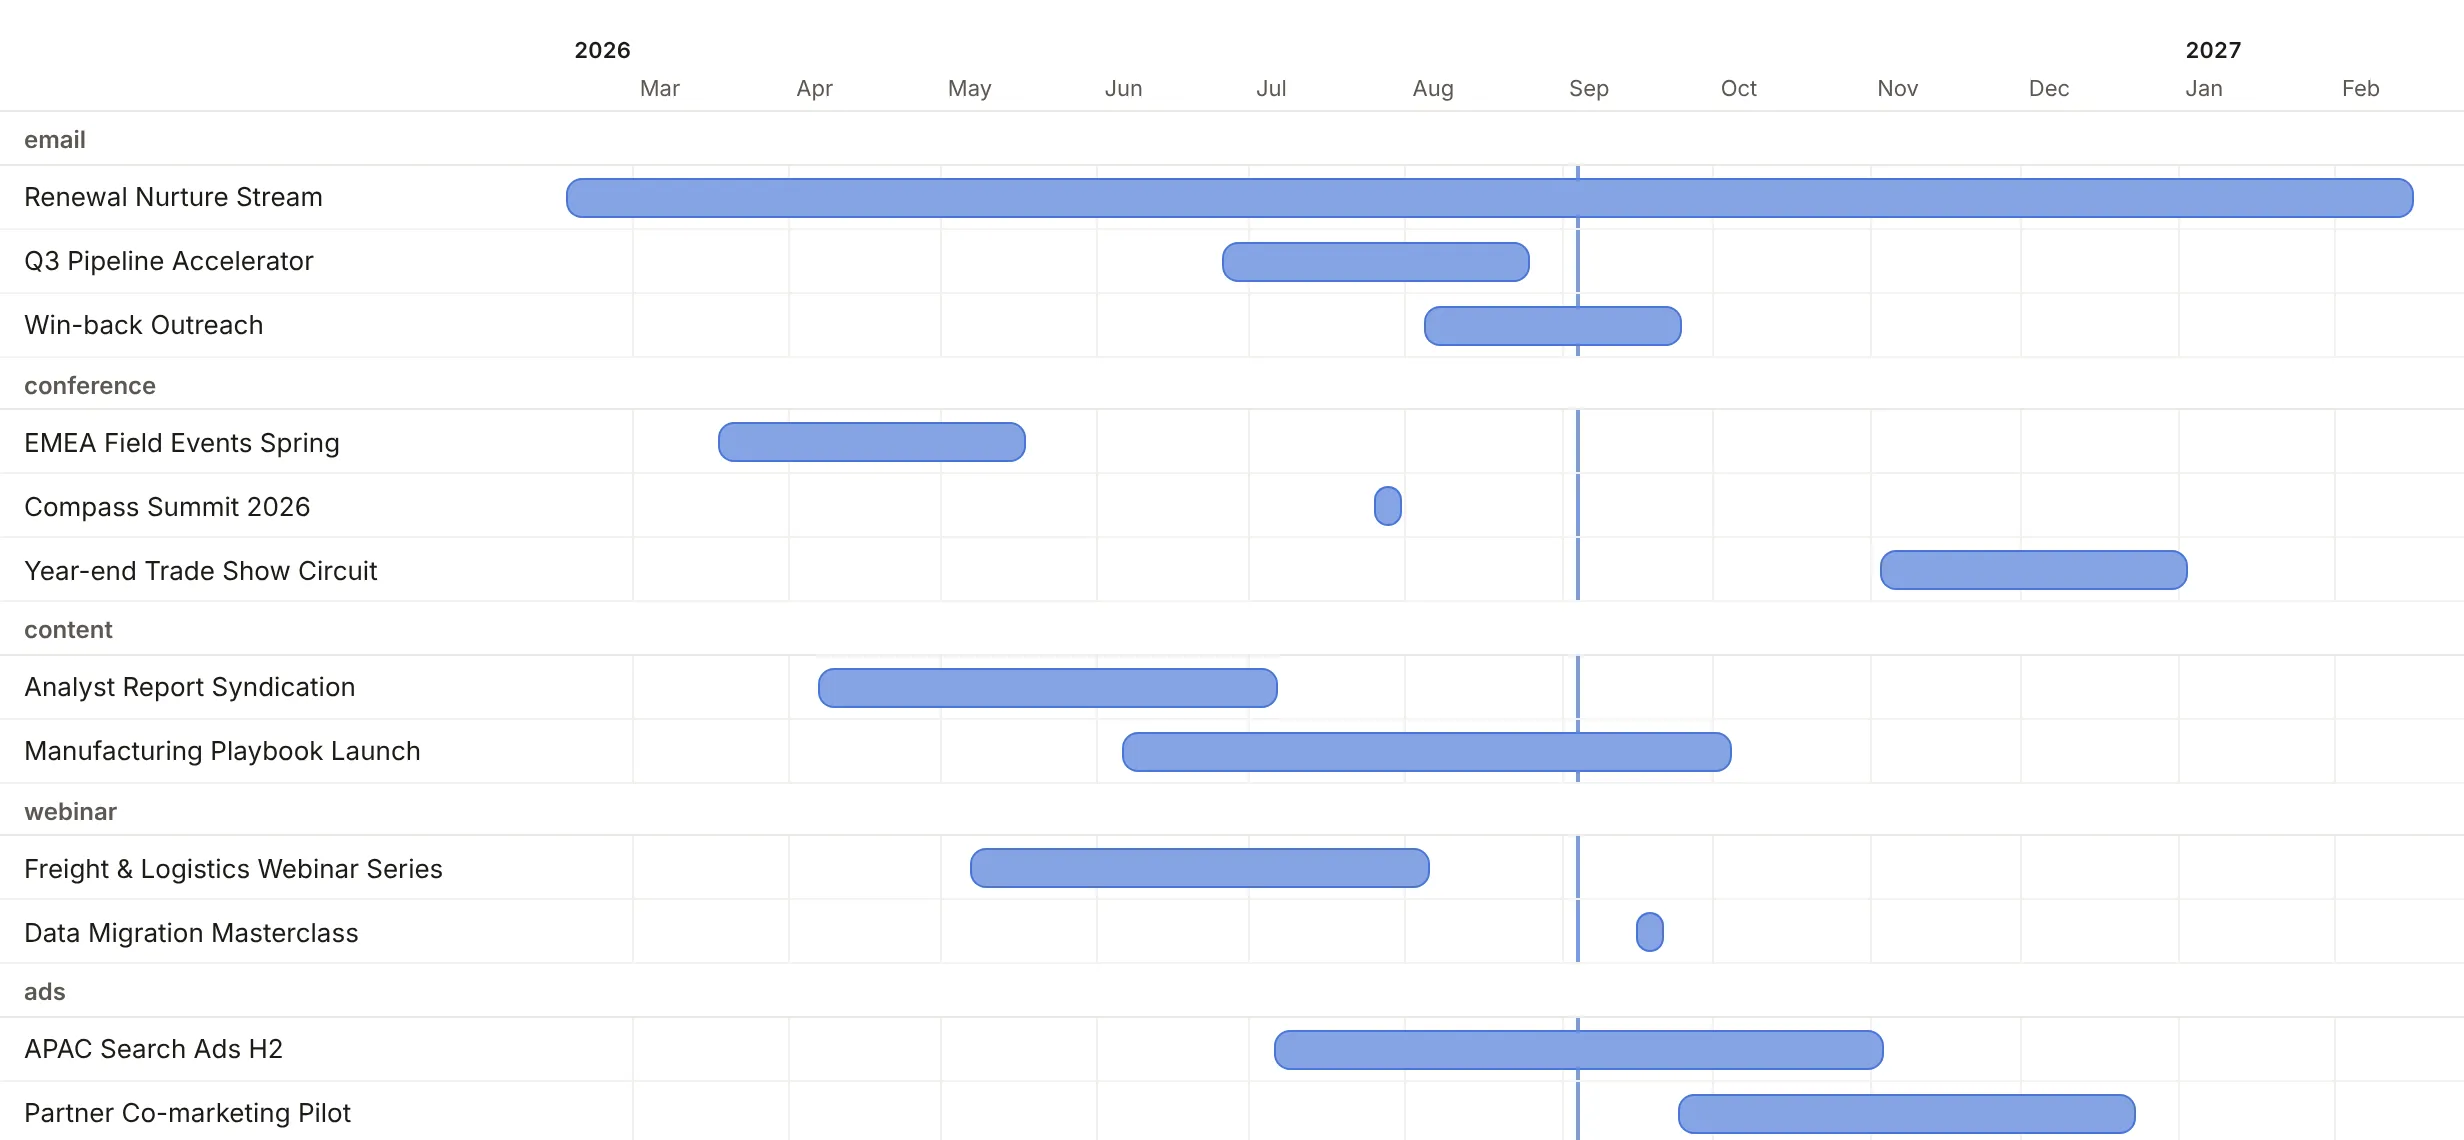 2026 2027
Mar Apr May Jun Jul Aug Sep Oct Nov Dec Jan Feb
email
Renewal Nurture Stream
Q3 Pipeline Accelerator
Win-back Outreach
conference
EMEA Field Events Spring
Compass Summit 2026
Year-end Trade Show Circuit
content
Analyst Report Syndication
Manufacturing Playbook Launch
webinar
Freight & Logistics Webinar Series
Data Migration Masterclass
ads
APAC Search Ads H2
Partner Co-marketing Pilot